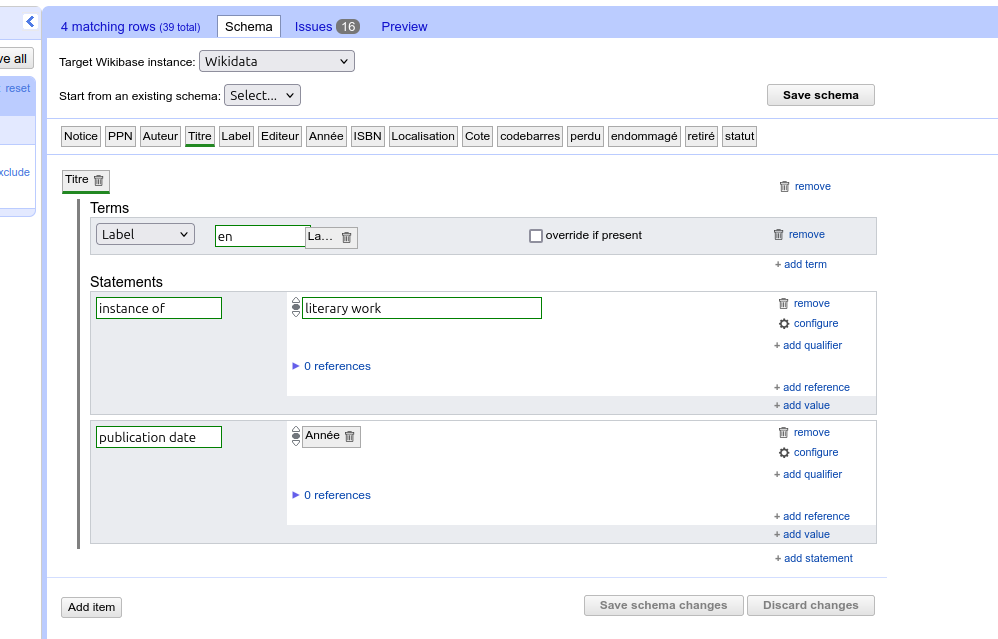 4 matching rows (39 total) Schema Issues 16 Preview
Target Wikibase instance: Wikidata
ve all
reset
Start from an existing schema: Select... Save schema
Notice PPN Auteur Titre Label Editeur Année ISBN Localisation Cote codebarres perdu endommagé retiré statut
xclude
Titre remove
Terms
Label en La... override if present remove
+ add term
Statements
instance of literary work remove
configure
+ add qualifier
0 references
+ add reference
+ add value
publication date Année remove
configure
+ add qualifier
0 references
+ add reference
+ add value
+ add statement
Add item Save schema changes Discard changes